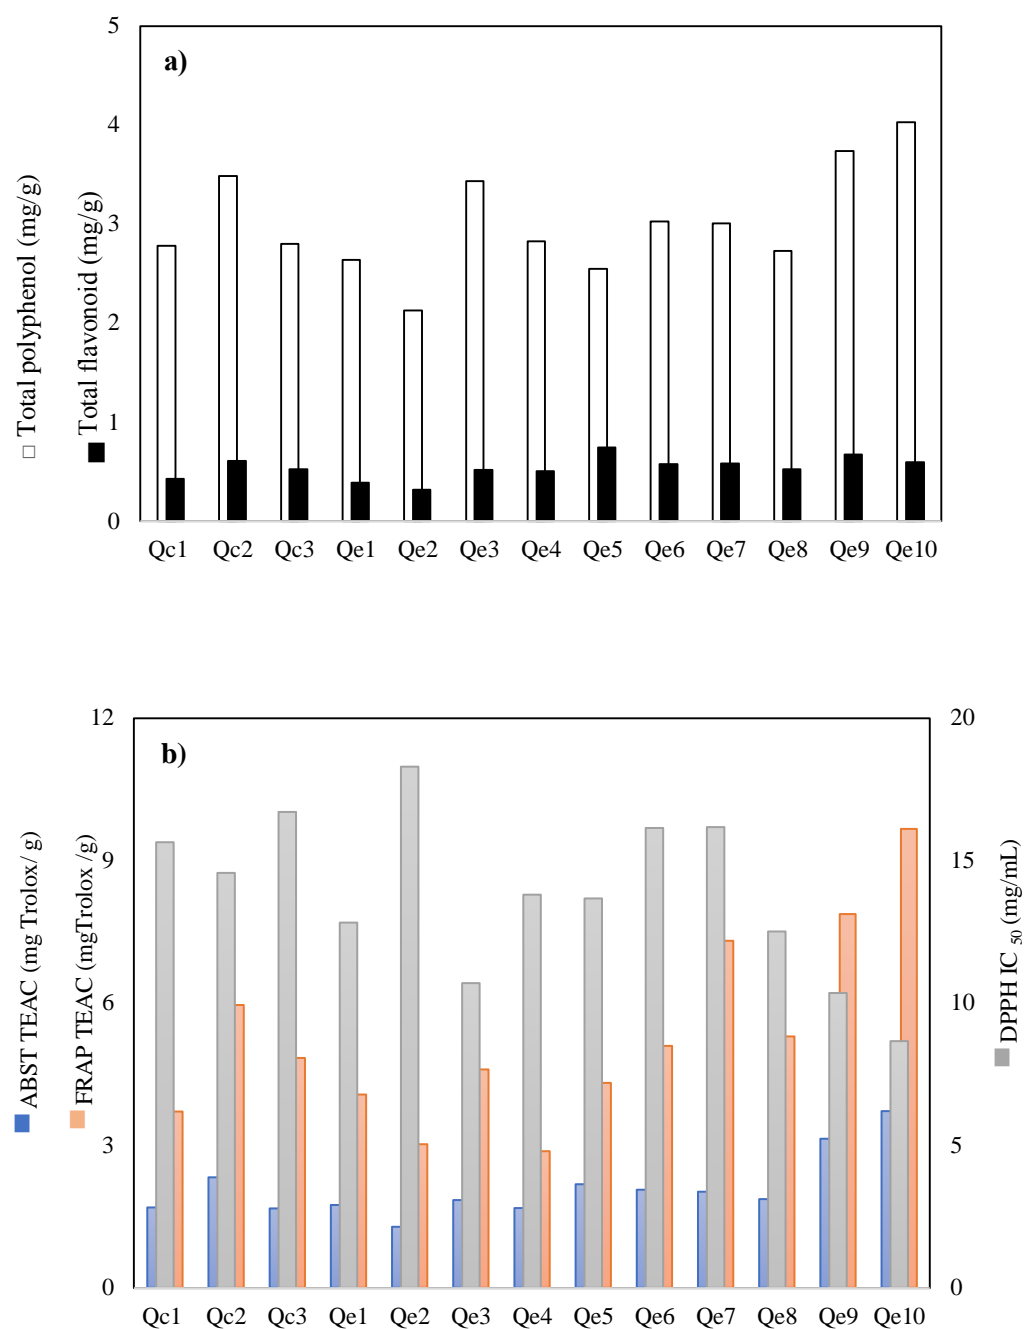 a)
□ Total polyphenol (mg/g)
■ Total flavonoid (mg/g)
5
4
3
2
1
0
Qc1 Qc2 Qc3 Qe1 Qe2 Qe3 Qe4 Qe5 Qe6 Qe7 Qe8 Qe9 Qe10
b)
ABST TEAC (mg Trolox/ g)
FRAP TEAC (mgTrolox /g)
12
9
6
3
0
20
15
10
5
0
DPPH IC 50 (mg/mL)
Qc1 Qc2 Qc3 Qe1 Qe2 Qe3 Qe4 Qe5 Qe6 Qe7 Qe8 Qe9 Qe10